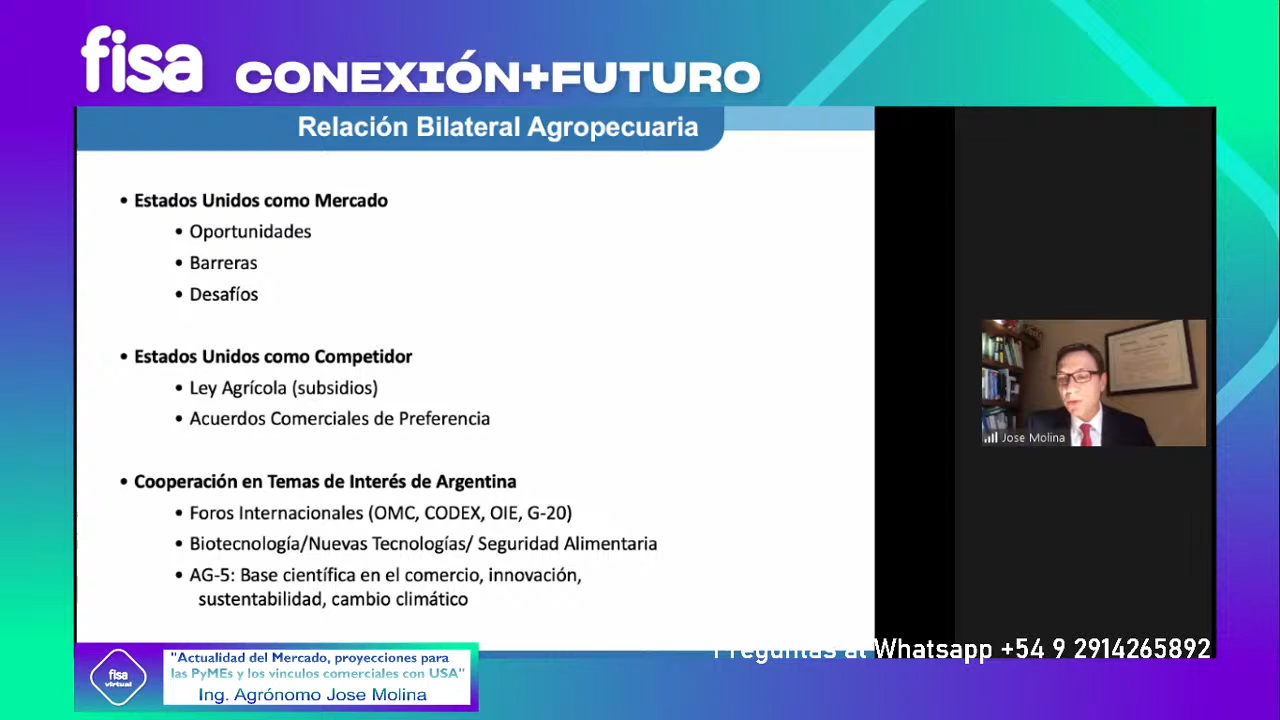 fisa CONEXIÓN+FUTURO
Relación Bilateral Agropecuaria
• Estados Unidos como Mercado
• Oportunidades
• Barreras
• Desafíos
• Estados Unidos como Competidor
• Ley Agrícola (subsidios)
• Acuerdos Comerciales de Preferencia
• Cooperación en Temas de Interés de Argentina
• Foros Internacionales (OMC, CODEX, OIE, G-20)
• Biotecnología/Nuevas Tecnologías/ Seguridad Alimentaria
• AG-5: Base científica en el comercio, innovación,
sustentabilidad, cambio climático
Jose Molina
Preguntas al Whatsapp +54 9 2914265892
fisa
virtual
"Actualidad del Mercado, proyecciones para
las PyMEs y los vinculos comerciales con USA"
Ing. Agrónomo Jose Molina